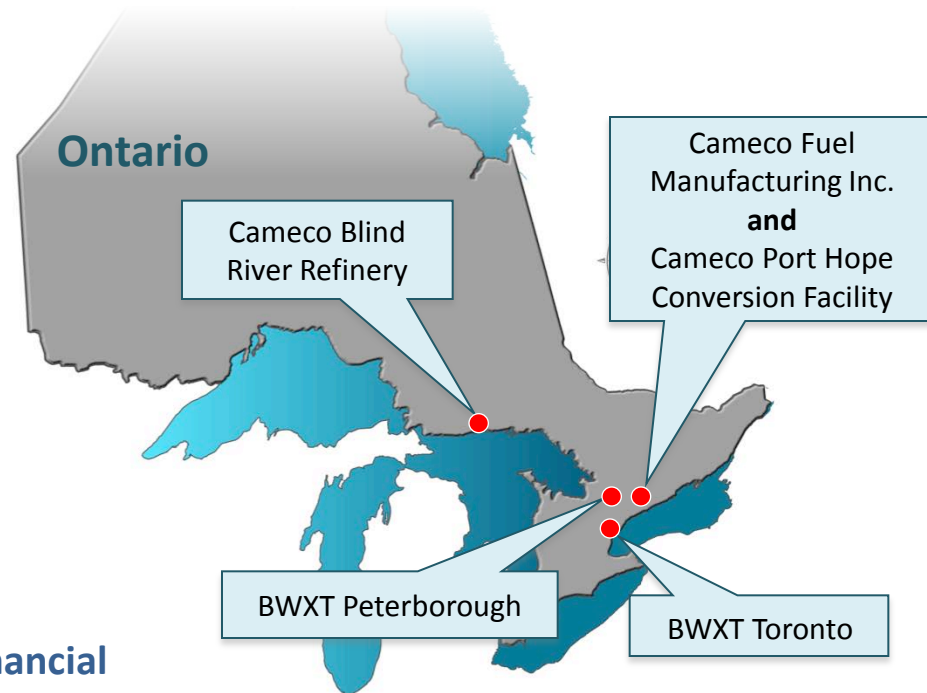 Ontario
Cameco Fuel
Manufacturing Inc.
and
Cameco Port Hope
Conversion Facility
Cameco Blind
River Refinery
BWXT Peterborough
BWXT Toronto